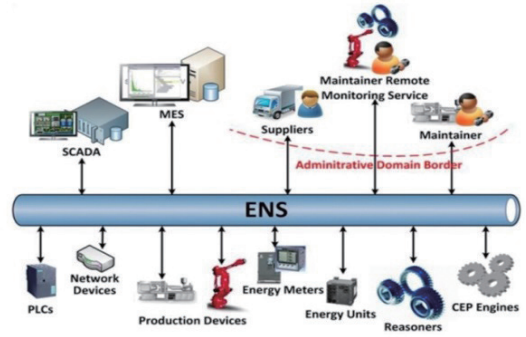 MES
SCADA
Suppliers
Maintainer Remote
Monitoring Service
Maintainer
Adminitrative Domain Border
ENS
PLCs
Network
Devices
Production Devices
Energy Meters
Energy Units
Reasoners
CEP Engines